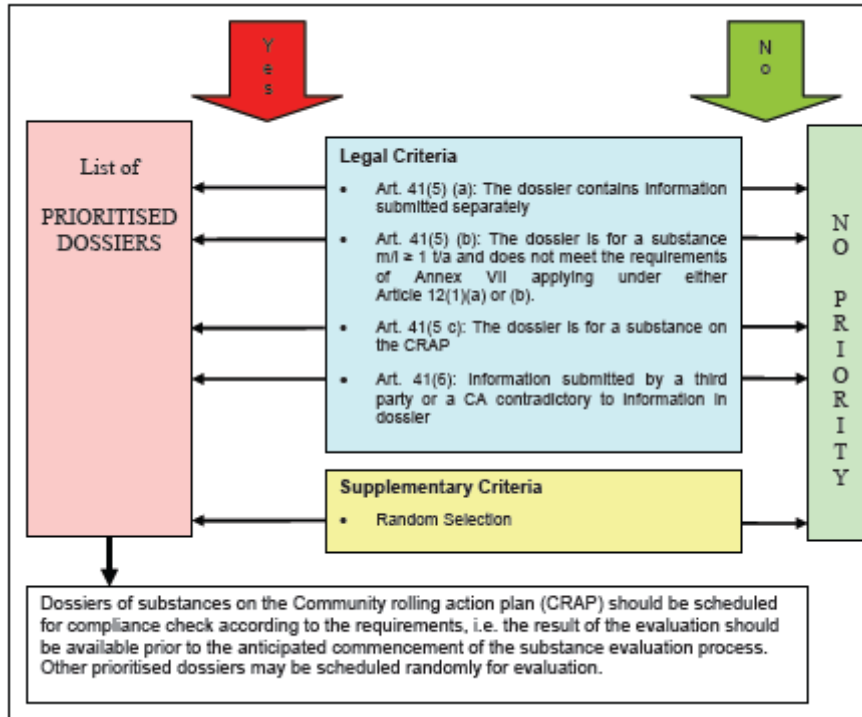 Yes
No
List of
PRIORITISED
DOSSIERS
Legal Criteria
• Art. 41(5) (a): The dossier contains information
submitted separately
• Art. 41(5) (b): The dossier is for a substance
m/i ≥ 1 t/a and does not meet the requirements
of Annex VII applying under either
Article 12(1)(a) or (b).
• Art. 41(5 c): The dossier is for a substance on
the CRAP
• Art. 41(6): Information submitted by a third
party or a CA contradictory to information in
dossier
Supplementary Criteria
• Random Selection
NO PRIORITY
Dossiers of substances on the Community rolling action plan (CRAP) should be scheduled
for compliance check according to the requirements, i.e. the result of the evaluation should
be available prior to the anticipated commencement of the substance evaluation process.
Other prioritised dossiers may be scheduled randomly for evaluation.